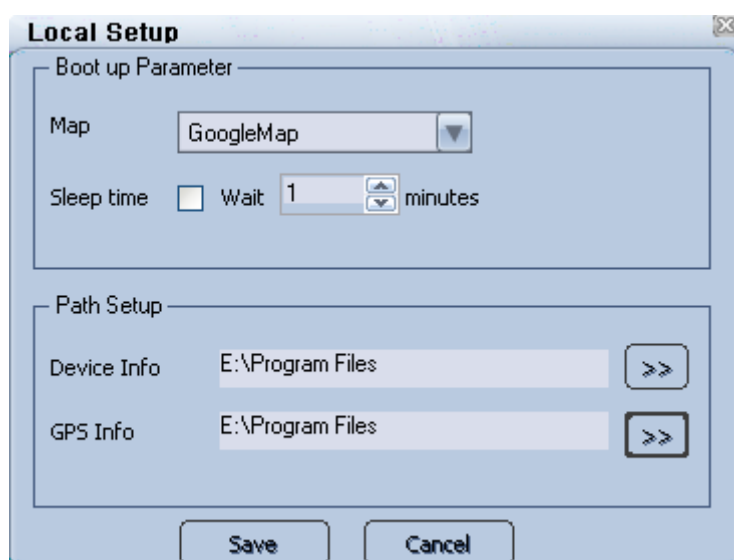 Local Setup
Boot up Parameter
Map GoogleMap
Sleep time Wait 1 minutes
Path Setup
Device Info E:\Program Files >>
GPS Info E:\Program Files >>
Save Cancel